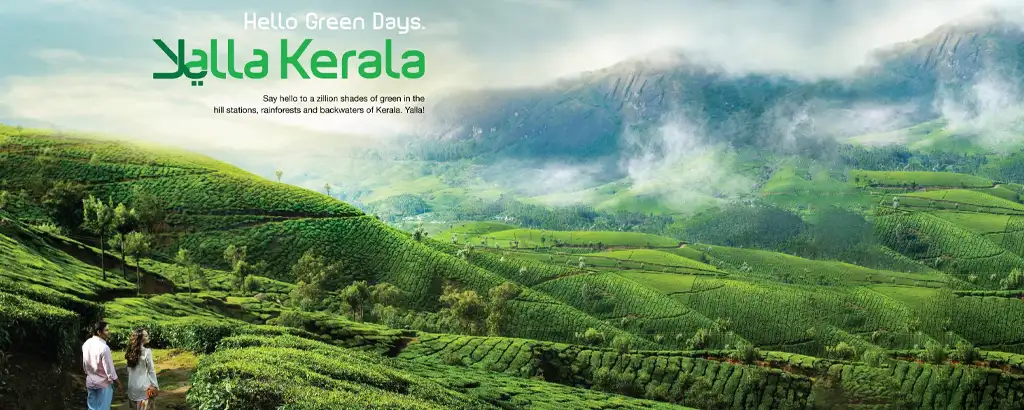 Hello Green Days.
يلاalla Kerala
Say hello to a zillion shades of green in the
hill stations, rainforests and backwaters of Kerala. Yalla!